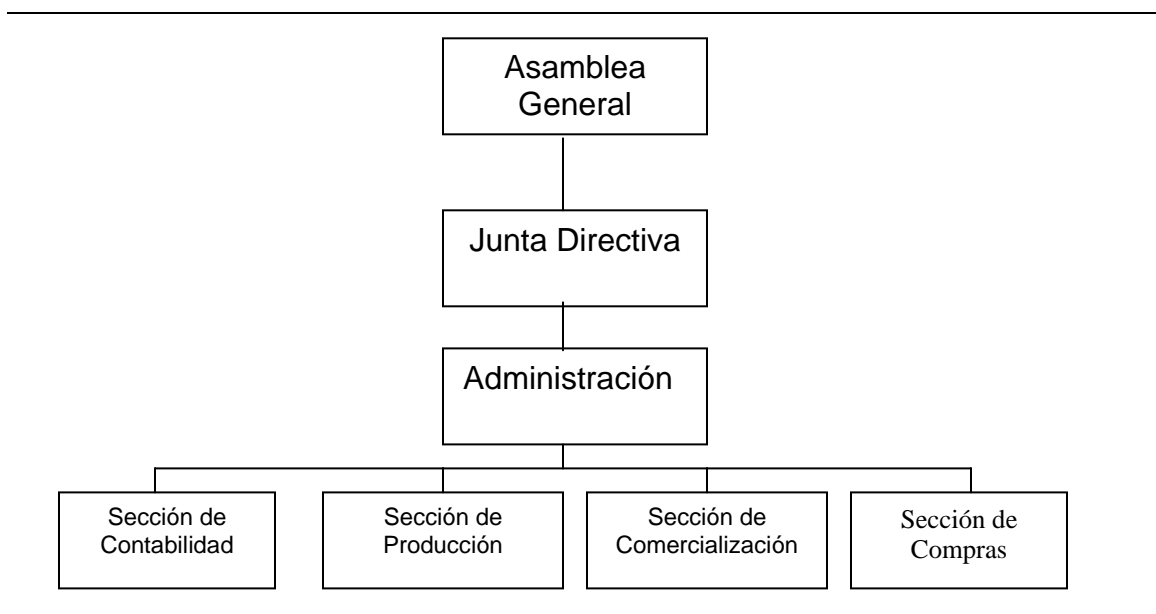 Asamblea
General
Junta Directiva
Administración
Sección de
Contabilidad
Sección de
Producción
Sección de
Comercialización
Sección de
Compras